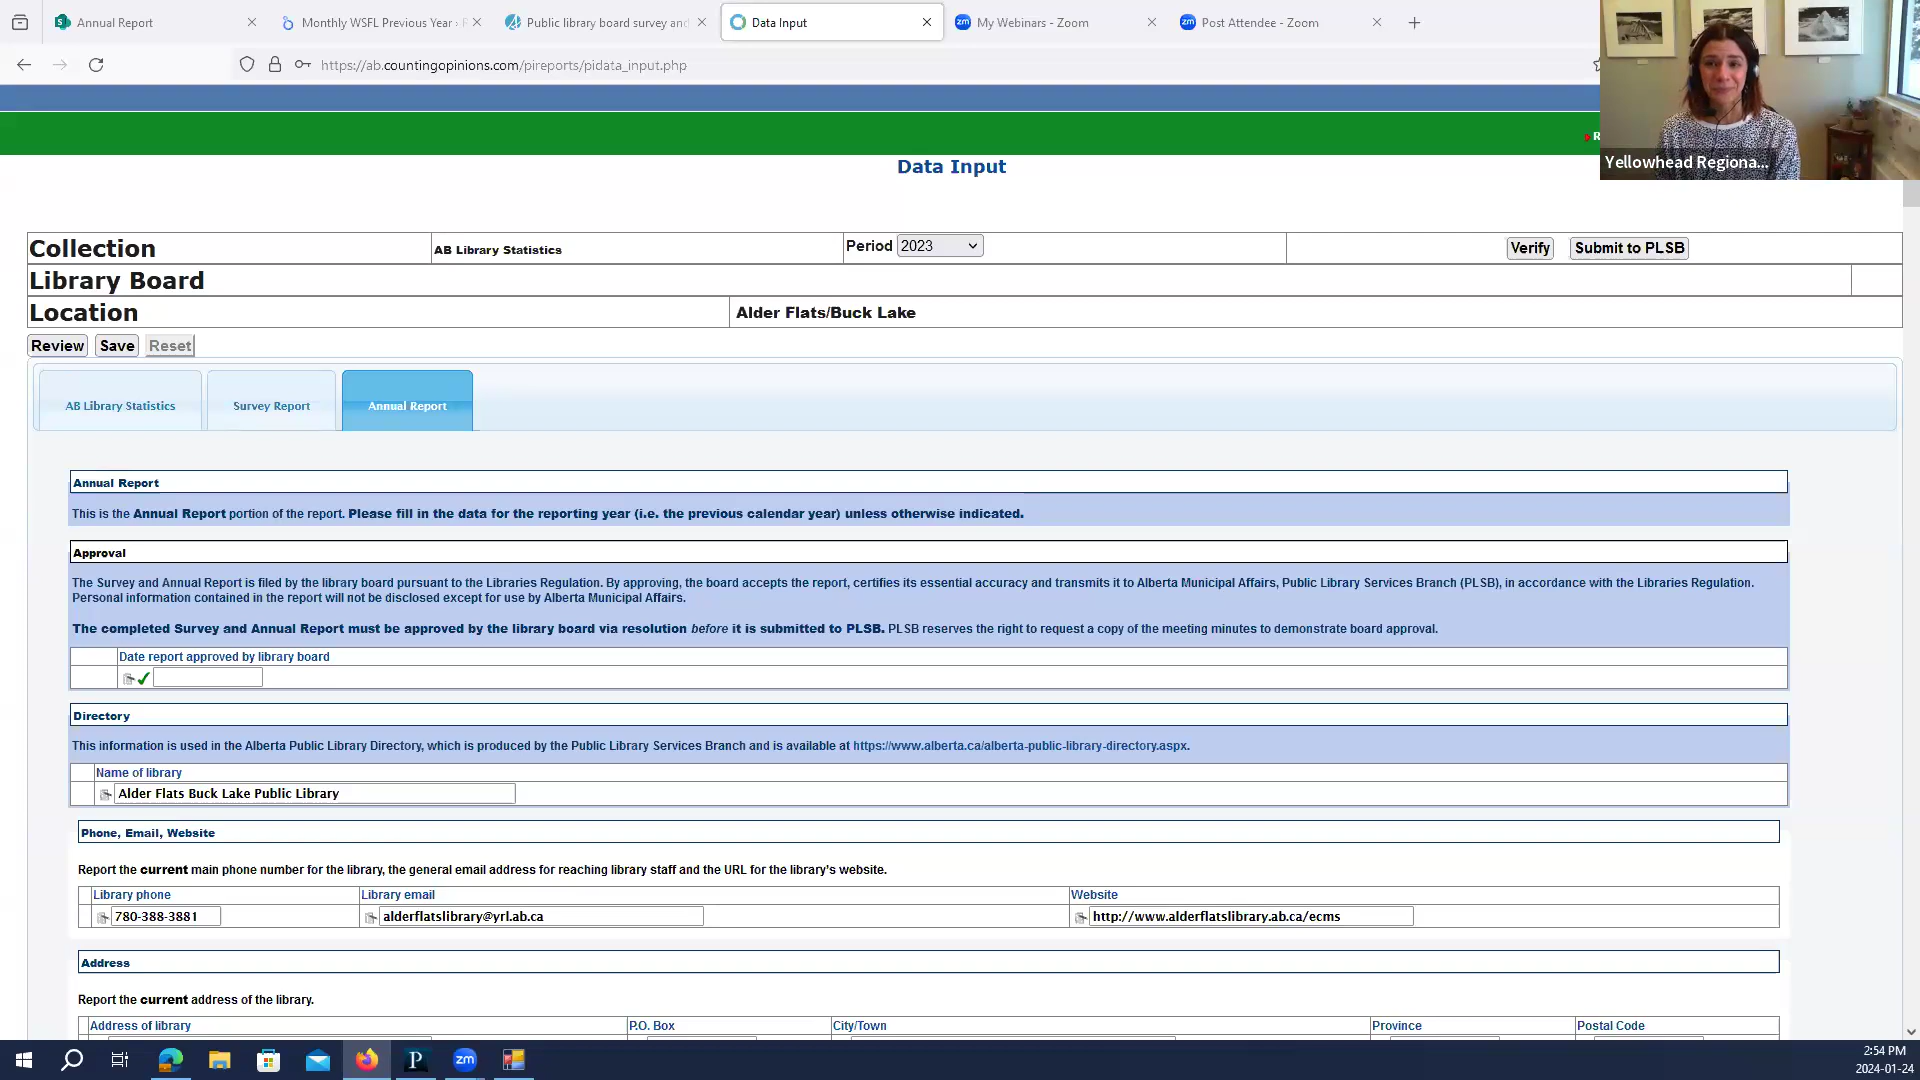 Annual Report
Monthly WSFL Previous Year
Public library board survey and
Data Input
My Webinars - Zoom
Post Attendee - Zoom
https://ab.countingopinions.com/pireports/pidata_input.php
Yellowhead Regiona...
Data Input
Collection
AB Library Statistics
Period 2023
Verify
Submit to PLSB
Library Board
Location
Alder Flats/Buck Lake
Review
Save
Reset
AB Library Statistics
Survey Report
Annual Report
Annual Report
This is the Annual Report portion of the report. Please fill in the data for the reporting year (i.e. the previous calendar year) unless otherwise indicated.
Approval
The Survey and Annual Report is filed by the library board pursuant to the Libraries Regulation. By approving, the board accepts the report, certifies its essential accuracy and transmits it to Alberta Municipal Affairs, Public Library Services Branch (PLSB), in accordance with the Libraries Regulation.
Personal information contained in the report will not be disclosed except for use by Alberta Municipal Affairs.
The completed Survey and Annual Report must be approved by the library board via resolution before it is submitted to PLSB. PLSB reserves the right to request a copy of the meeting minutes to demonstrate board approval.
Date report approved by library board
Directory
This information is used in the Alberta Public Library Directory, which is produced by the Public Library Services Branch and is available at https://www.alberta.ca/alberta-public-library-directory.aspx.
Name of library
Alder Flats Buck Lake Public Library
Phone, Email, Website
Report the current main phone number for the library, the general email address for reaching library staff and the URL for the library's website.
Library phone
Library email
Website
780-388-3881
alderflatslibrary@yrl.ab.ca
http://www.alderflatslibrary.ab.ca/ecms
Address
Report the current address of the library.
Address of library
P.O. Box
City/Town
Province
Postal Code
2:54 PM
2024-01-24